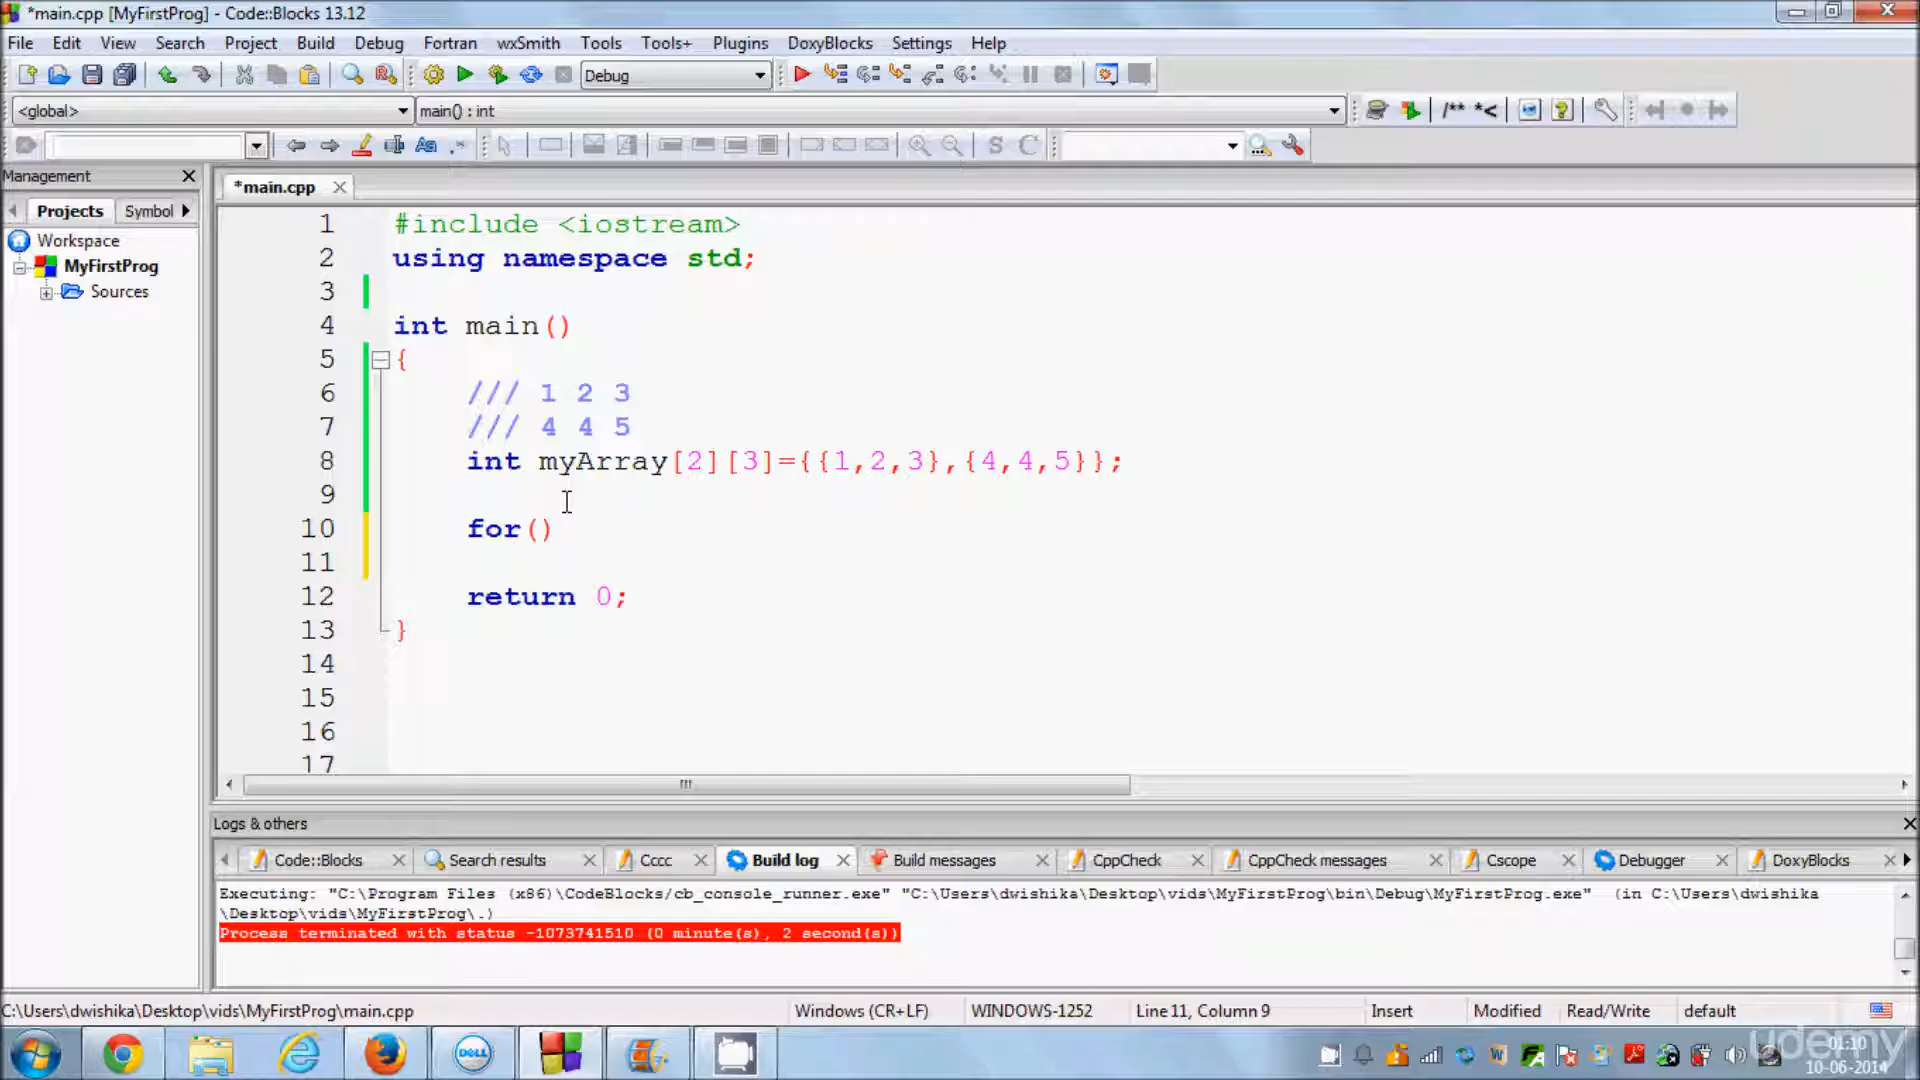 *main.cpp [MyFirstProg] - Code::Blocks 13.12
File Edit View Search Project Build Debug Fortran wxSmith Tools Tools+ Plugins DoxyBlocks Settings Help
Debug
<global> main() : int
/** *<
S C
Management
Projects Symbol
*main.cpp
Workspace
MyFirstProg
Sources
1 #include <iostream>
2 using namespace std;
3
4 int main()
5 {
6 /// 1 2 3
7 /// 4 4 5
8 int myArray[2][3]={{1,2,3},{4,4,5}};
9
10 for()
11
12 return 0;
13 }
14
15
16
17
Logs & others
Code::Blocks Search results Cccc Build log Build messages CppCheck CppCheck messages Cscope Debugger DoxyBlocks
Executing: "C:\Program Files (x86)\CodeBlocks/cb_console_runner.exe" "C:\Users\dwishika\Desktop\vids\MyFirstProg\bin\Debug\MyFirstProg.exe" (in C:\Users\dwishika
\Desktop\vids\MyFirstProg\.)
Process terminated with status -1073741510 (0 minute(s), 2 second(s))
C:\Users\dwishika\Desktop\vids\MyFirstProg\main.cpp Windows (CR+LF) WINDOWS-1252 Line 11, Column 9 Insert Modified Read/Write default
DELL
udemy
01:10
10-06-2014